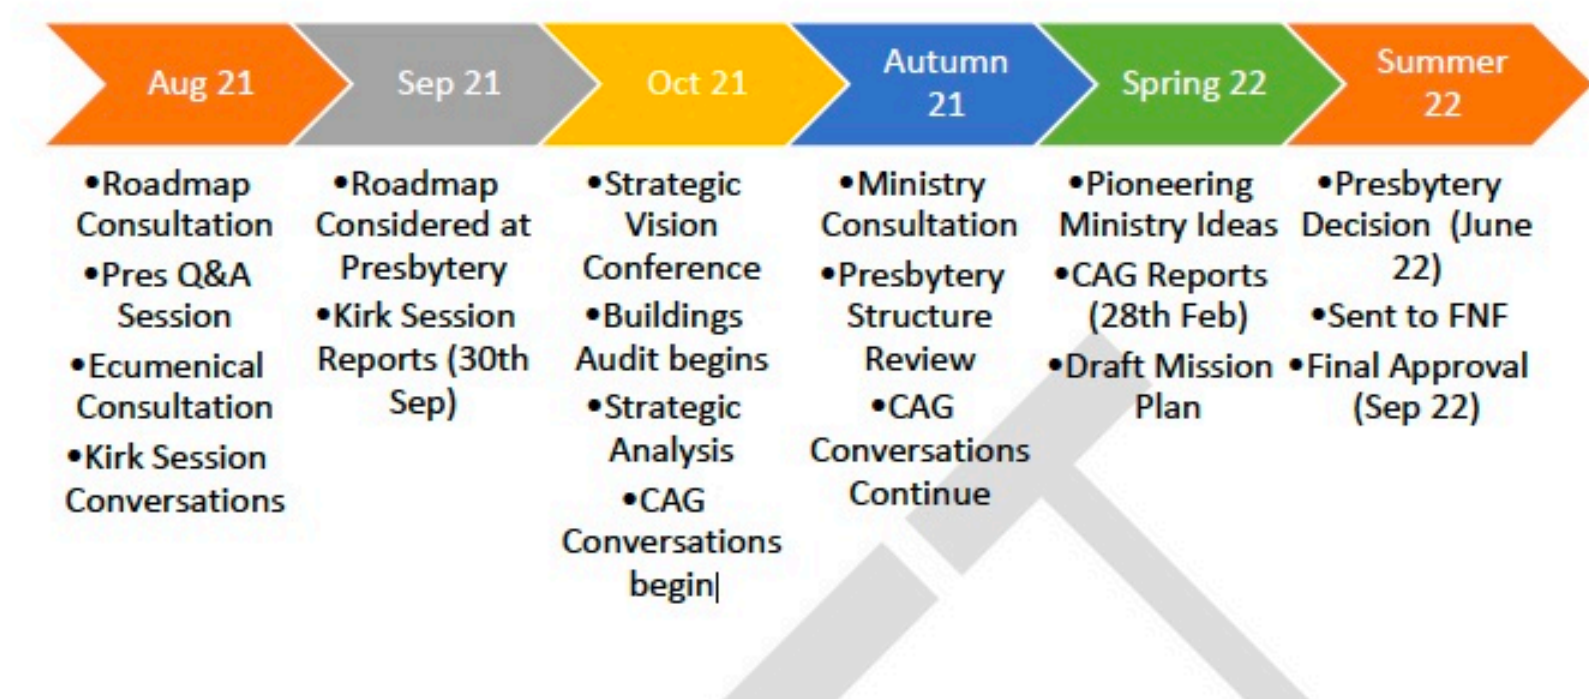 Aug 21
Sep 21
Oct 21
Autumn
21
Spring 22
Summer
22
•Roadmap
Consultation
•Pres Q&A
Session
•Ecumenical
Consultation
•Kirk Session
Conversations
•Roadmap
Considered at
Presbytery
•Kirk Session
Reports (30th
Sep)
•Strategic
Vision
Conference
•Buildings
Audit begins
•Strategic
Analysis
•CAG
Conversations
begin
•Ministry
Consultation
•Presbytery
Structure
Review
•CAG
Conversations
Continue
•Pioneering
Ministry Ideas
•CAG Reports
(28th Feb)
•Draft Mission
Plan
•Presbytery
Decision (June
22)
•Sent to FNF
•Final Approval
(Sep 22)